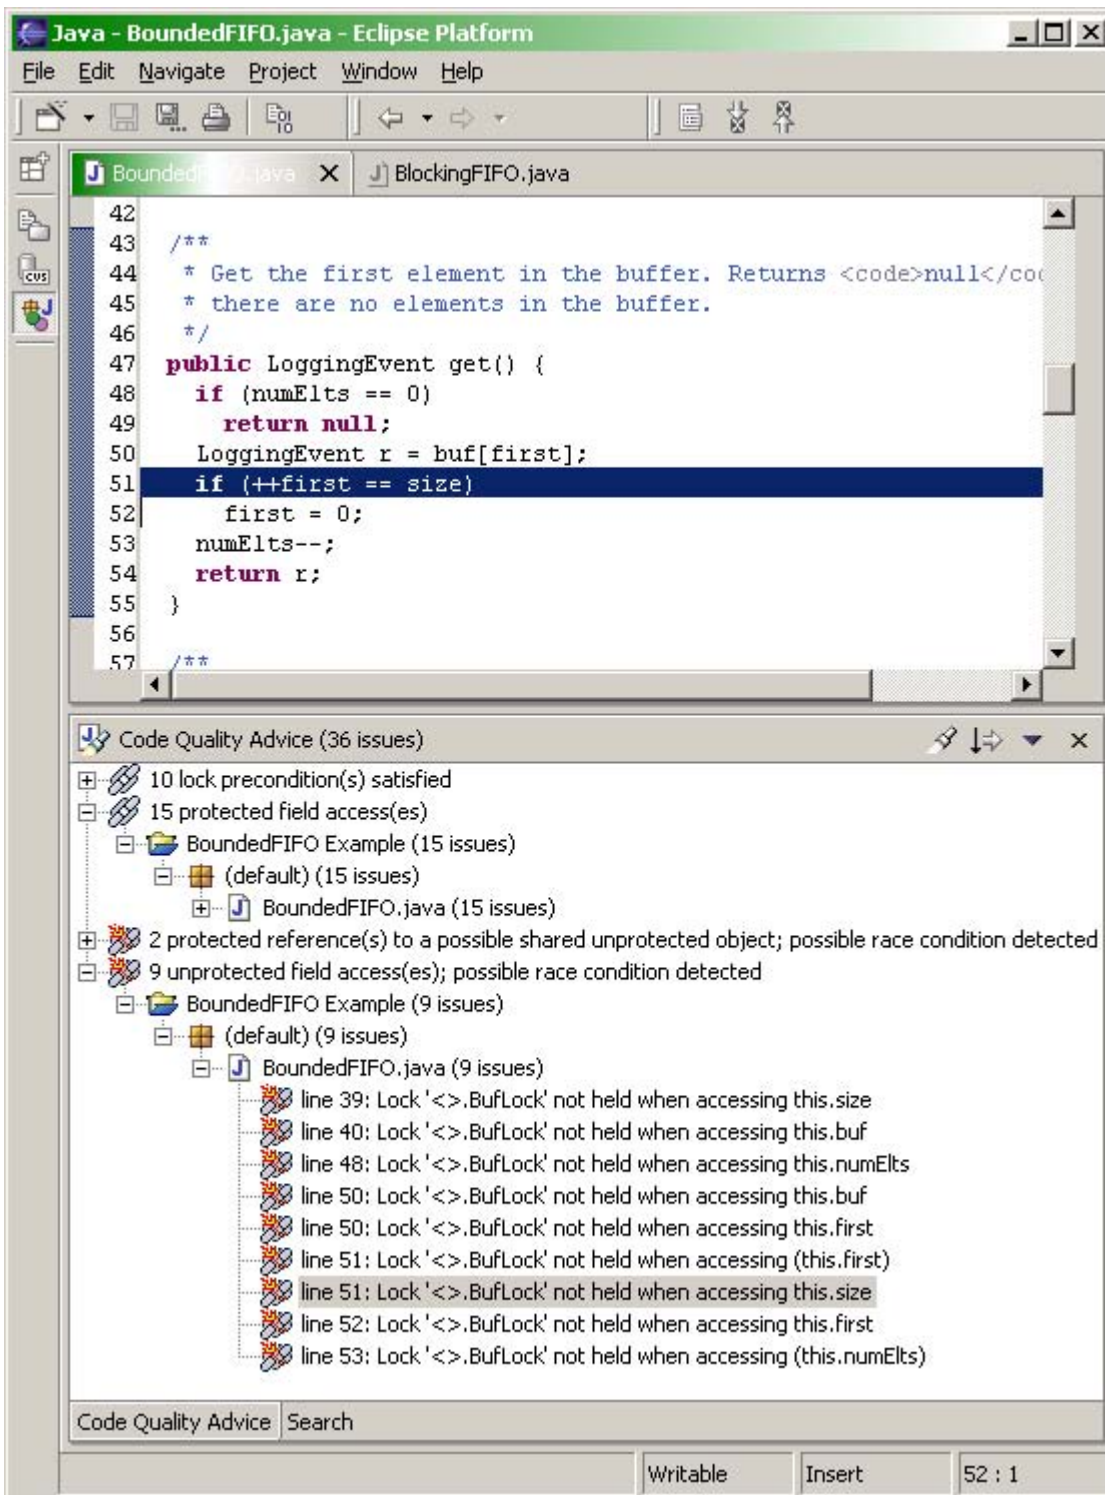 Java - BoundedFIFO.java - Eclipse Platform
File Edit Navigate Project Window Help
BoundedFIFO.java BlockingFIFO.java
42
43 /**
44 * Get the first element in the buffer. Returns <code>null</co
45 * there are no elements in the buffer.
46 */
47 public LoggingEvent get() {
48 if (numElts == 0)
49 return null;
50 LoggingEvent r = buf[first];
51 if (++first == size)
52 first = 0;
53 numElts--;
54 return r;
55 }
56
57 /**
Code Quality Advice (36 issues)
10 lock precondition(s) satisfied
15 protected field access(es)
BoundedFIFO Example (15 issues)
(default) (15 issues)
BoundedFIFO.java (15 issues)
2 protected reference(s) to a possible shared unprotected object; possible race condition detected
9 unprotected field access(es); possible race condition detected
BoundedFIFO Example (9 issues)
(default) (9 issues)
BoundedFIFO.java (9 issues)
line 39: Lock '<>.BufLock' not held when accessing this.size
line 40: Lock '<>.BufLock' not held when accessing this.buf
line 48: Lock '<>.BufLock' not held when accessing this.numElts
line 50: Lock '<>.BufLock' not held when accessing this.buf
line 50: Lock '<>.BufLock' not held when accessing this.first
line 51: Lock '<>.BufLock' not held when accessing (this.first)
line 51: Lock '<>.BufLock' not held when accessing this.size
line 52: Lock '<>.BufLock' not held when accessing this.first
line 53: Lock '<>.BufLock' not held when accessing (this.numElts)
Code Quality Advice Search
Writable Insert 52 : 1